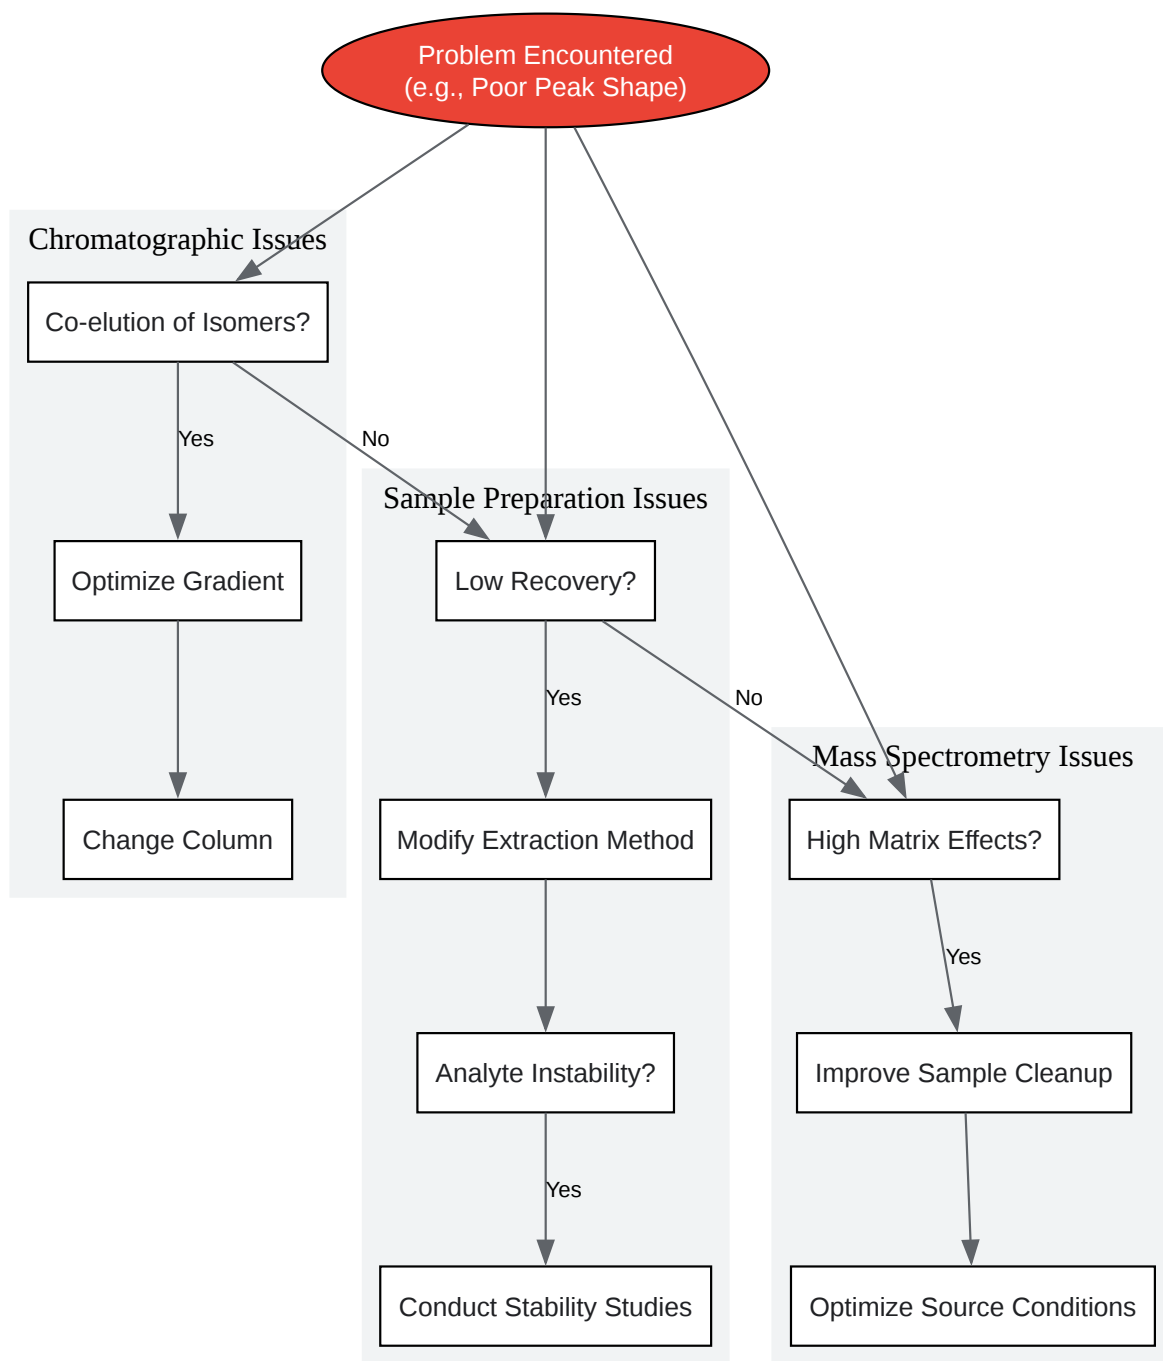 Problem Encountered
(e.g., Poor Peak Shape)
Chromatographic Issues
Co-elution of Isomers?
Yes
No
Sample Preparation Issues
Optimize Gradient
Low Recovery?
Yes
No
Mass Spectrometry Issues
Change Column
Modify Extraction Method
High Matrix Effects?
Yes
Analyte Instability?
Improve Sample Cleanup
Yes
Conduct Stability Studies
Optimize Source Conditions